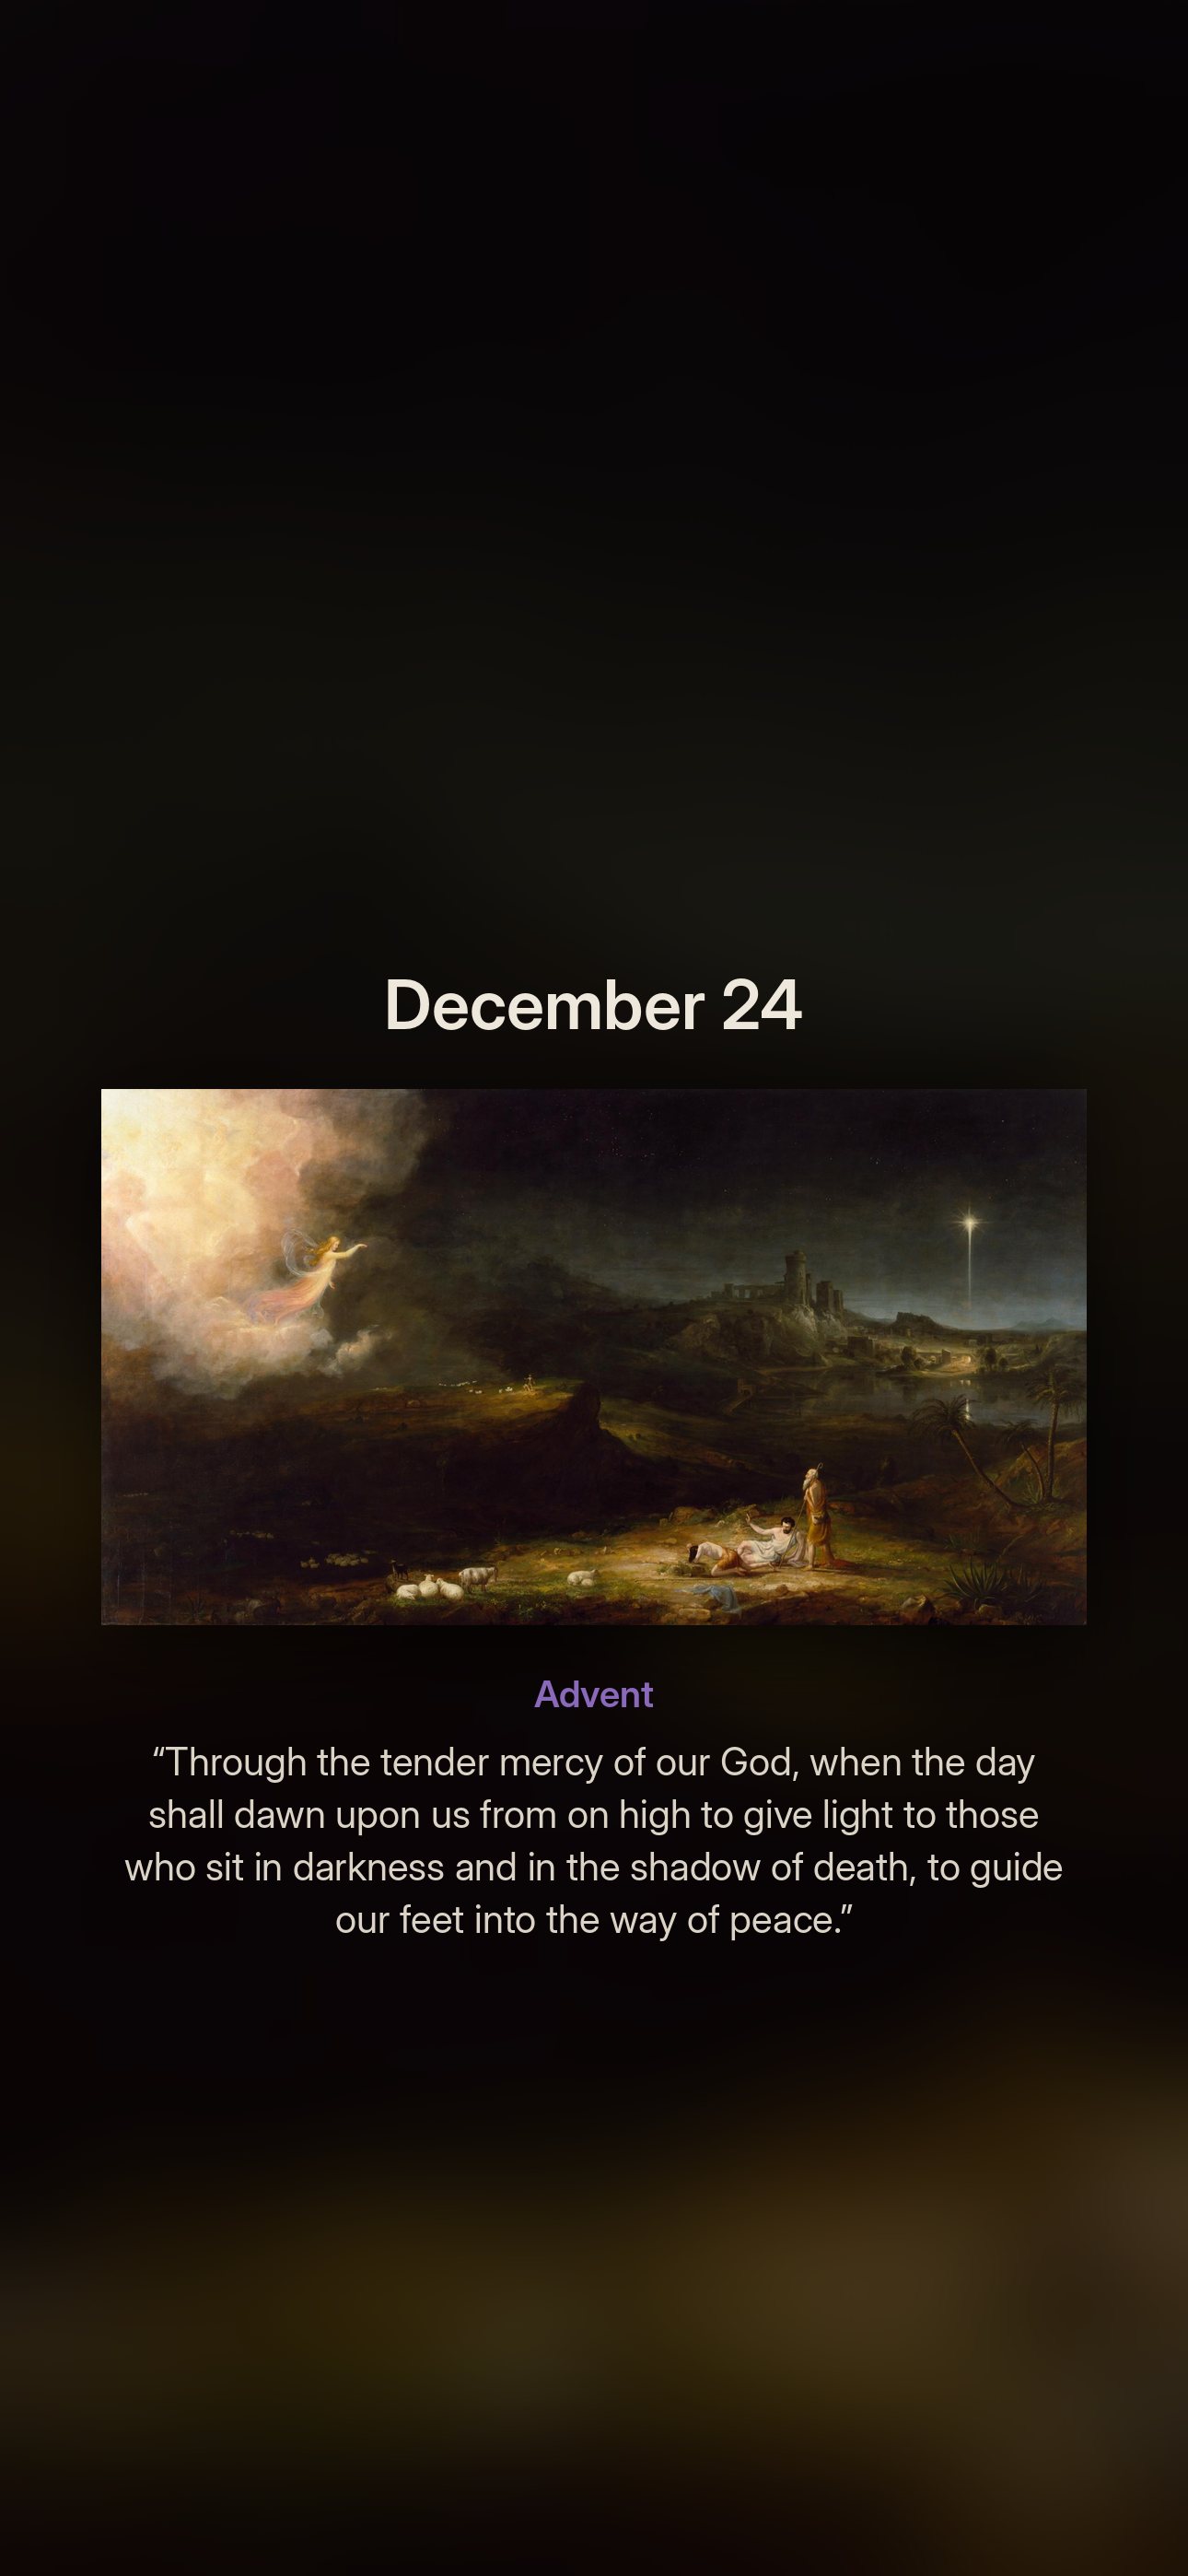 December 24
Advent
“Through the tender mercy of our God, when the day
shall dawn upon us from on high to give light to those
who sit in darkness and in the shadow of death, to guide
our feet into the way of peace.”